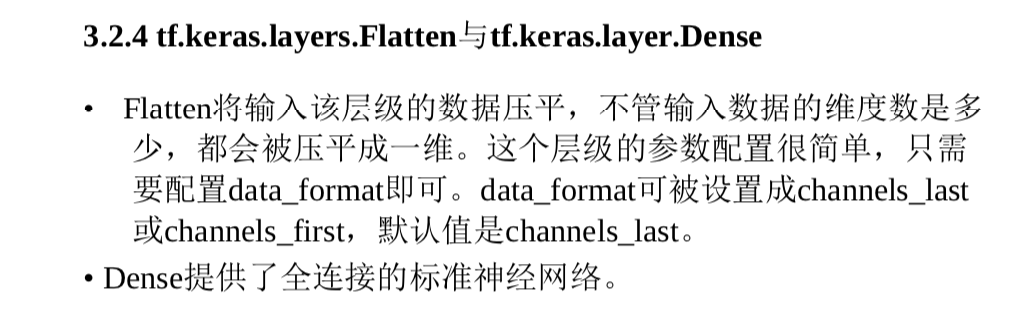 3.2.4 tf.keras.layers.Flatten与tf.keras.layer.Dense
• Flatten将输入该层级的数据压平，不管输入数据的维度数是多
少，都会被压平成一维。这个层级的参数配置很简单，只需
要配置data_format即可。data_format可被设置成channels_last
或channels_first，默认值是channels_last。
• Dense提供了全连接的标准神经网络。